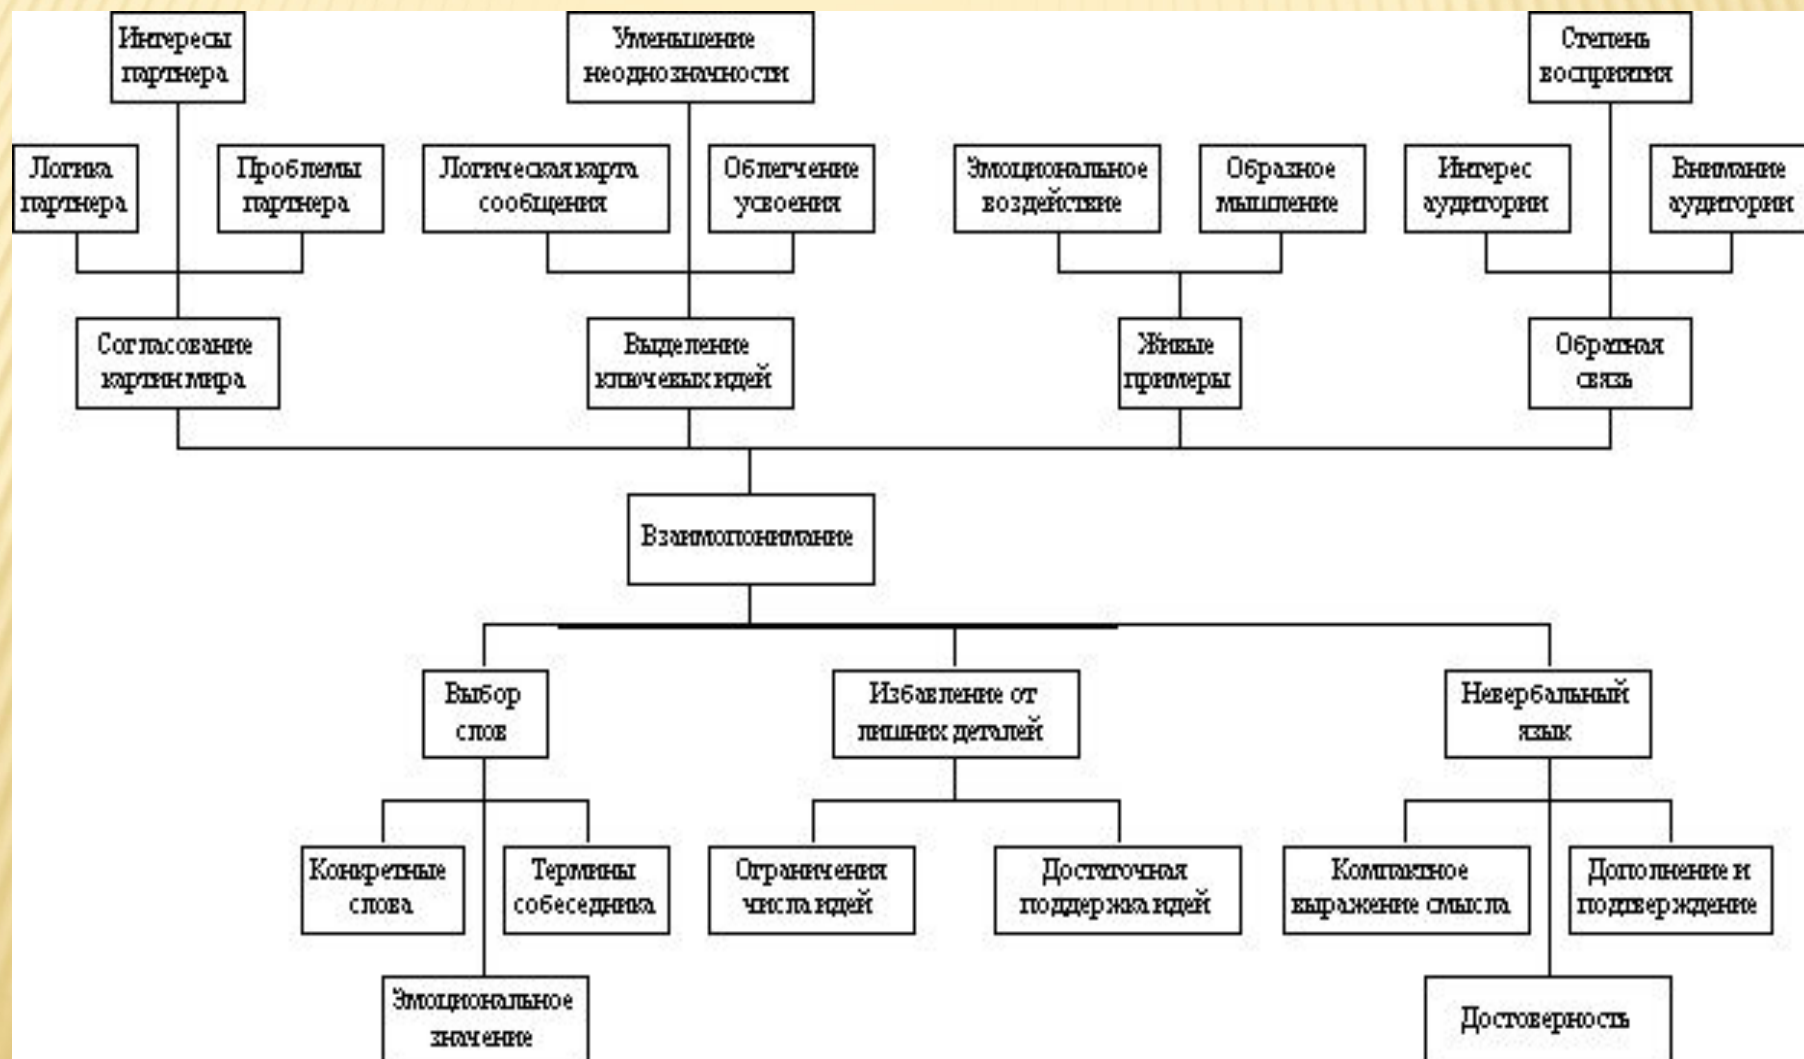 Интересы
партнера
Уменьшение
неоднозначности
Степень
восприятия
Логика
партнера
Проблемы
партнера
Логическая карта
сообщения
Облегчение
усвоения
Эмоциональное
воздействие
Образное
мышление
Интерес
аудитории
Внимание
аудитории
Согласование
картин мира
Выделение
ключевых идей
Живые
примеры
Обратная
связь
Взаимопонимание
Выбор
слов
Избавление от
лишних деталей
Невербальный
язык
Конкретные
слова
Термины
собеседника
Ограничения
числа идей
Достаточная
поддержка идей
Компактное
выражение смысла
Дополнение и
подтверждение
Эмоциональное
значение
Достоверность